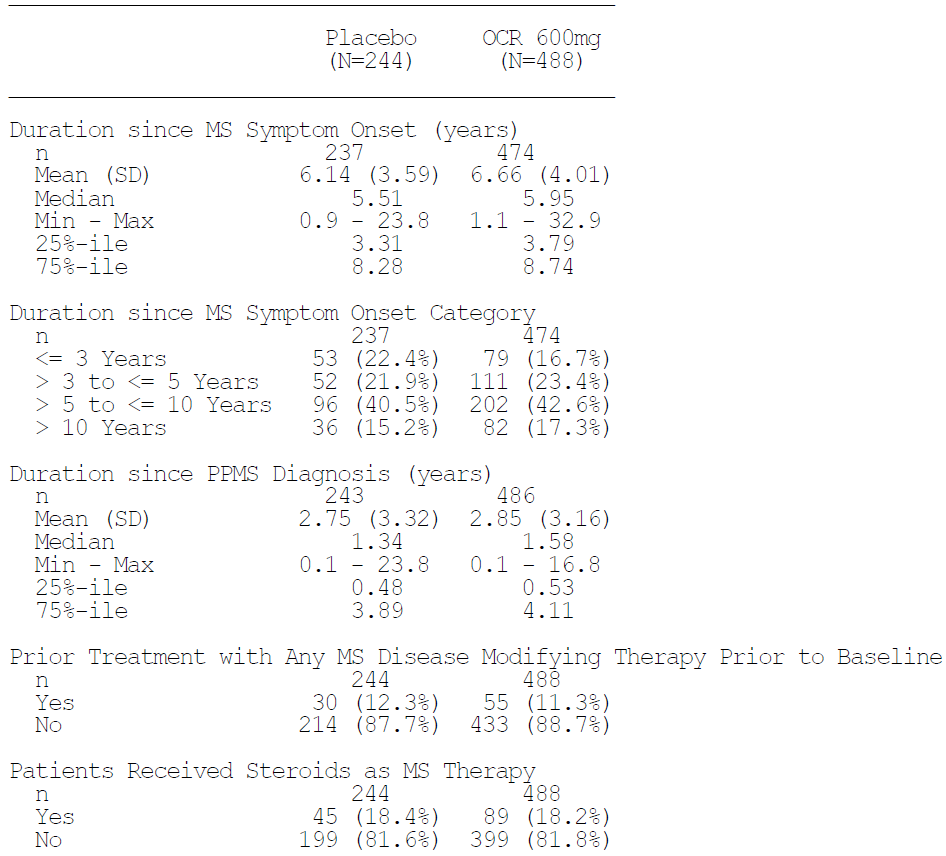 Placebo OCR 600mg
(N=244) (N=488)
Duration since MS Symptom Onset (years)
n 237 474
Mean (SD) 6.14 (3.59) 6.66 (4.01)
Median 5.51 5.95
Min - Max 0.9 - 23.8 1.1 - 32.9
25%-ile 3.31 3.79
75%-ile 8.28 8.74
Duration since MS Symptom Onset Category
n 237 474
<= 3 Years 53 (22.4%) 79 (16.7%)
> 3 to <= 5 Years 52 (21.9%) 111 (23.4%)
> 5 to <= 10 Years 96 (40.5%) 202 (42.6%)
> 10 Years 36 (15.2%) 82 (17.3%)
Duration since PPMS Diagnosis (years)
n 243 486
Mean (SD) 2.75 (3.32) 2.85 (3.16)
Median 1.34 1.58
Min - Max 0.1 - 23.8 0.1 - 16.8
25%-ile 0.48 0.53
75%-ile 3.89 4.11
Prior Treatment with Any MS Disease Modifying Therapy Prior to Baseline
n 244 488
Yes 30 (12.3%) 55 (11.3%)
No 214 (87.7%) 433 (88.7%)
Patients Received Steroids as MS Therapy
n 244 488
Yes 45 (18.4%) 89 (18.2%)
No 199 (81.6%) 399 (81.8%)